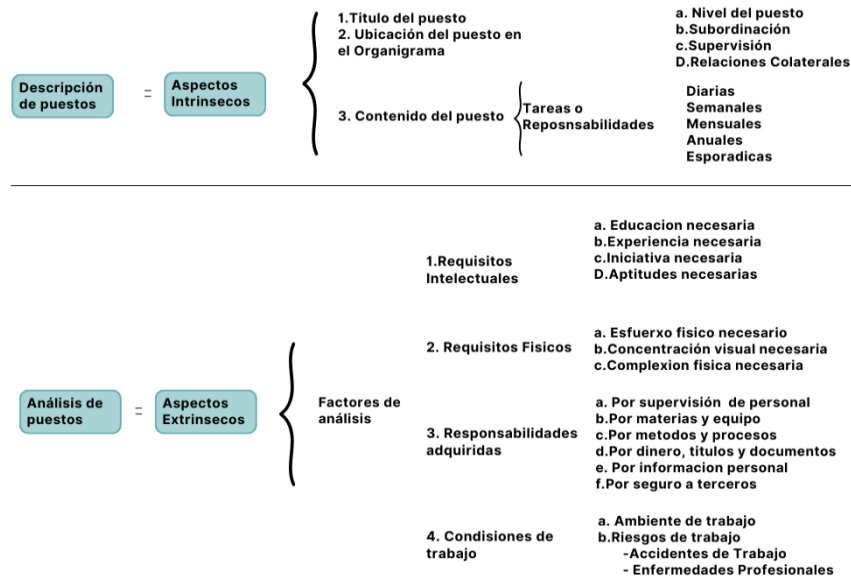 Descripción
de puestos
=
Aspectos
Intrinsecos
1.Titulo del puesto
2. Ubicación del puesto en
el Organigrama
a. Nivel del puesto
b.Subordinación
c.Supervisión
D.Relaciones Colaterales
3. Contenido del puesto
Tareas o
Reposnsabilidades
Diarias
Semanales
Mensuales
Anuales
Esporadicas
Análisis de
puestos
=
Aspectos
Extrinsecos
Factores de
análisis
1.Requisitos
Intelectuales
a. Educacion necesaria
b.Experiencia necesaria
c.Iniciativa necesaria
D.Aptitudes necesarias
2. Requisitos Fisicos
a. Esfuerxo fisico necesario
b.Concentración visual necesaria
c.Complexion fisica necesaria
3. Responsabilidades
adquiridas
a. Por supervisión de personal
b.Por materias y equipo
c.Por metodos y procesos
d.Por dinero, titulos y documentos
e. Por informacion personal
f.Por seguro a terceros
4. Condisiones de
trabajo
a. Ambiente de trabajo
b.Riesgos de trabajo
-Accidentes de Trabajo
- Enfermedades Profesionales